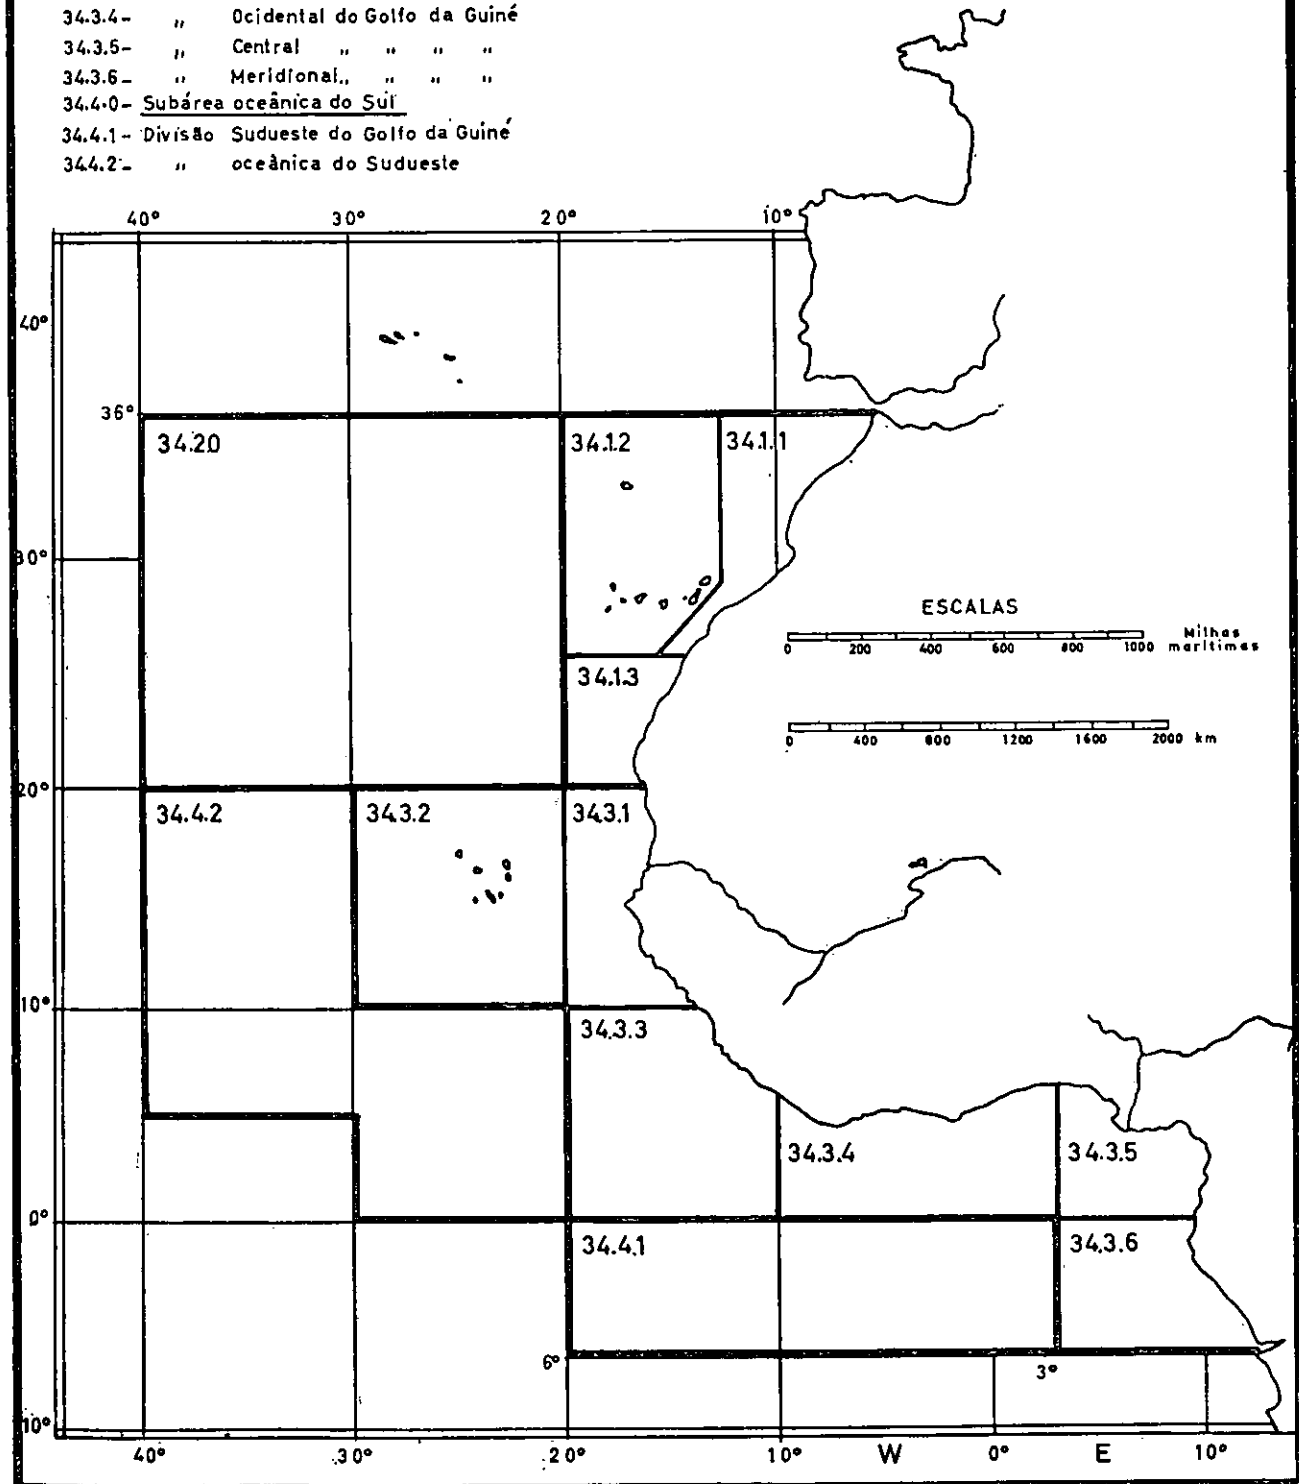 34.3.4- „ Ocidental do Golfo da Guiné
34.3.5- „ Central „ „ „ „
34.3.6- „ Meridional „ „ „ „
34.4.0- Subárea oceânica do Sul
34.4.1- Divisão Sudueste do Golfo da Guiné
34.4.2- „ oceânica do Sudueste
40° 30° 20° 10°
40°
36°
34.2.0 34.1.2 34.1.1
30°
ESCALAS
0 200 400 600 800 1000 Milhas marítimas
34.1.3
0 400 800 1200 1600 2000 km
20°
34.4.2 34.3.2 34.3.1
10°
34.3.3
34.3.4 34.3.5
0°
34.4.1 34.3.6
6° 3°
10°
40° 30° 20° 10° W 0° E 10°